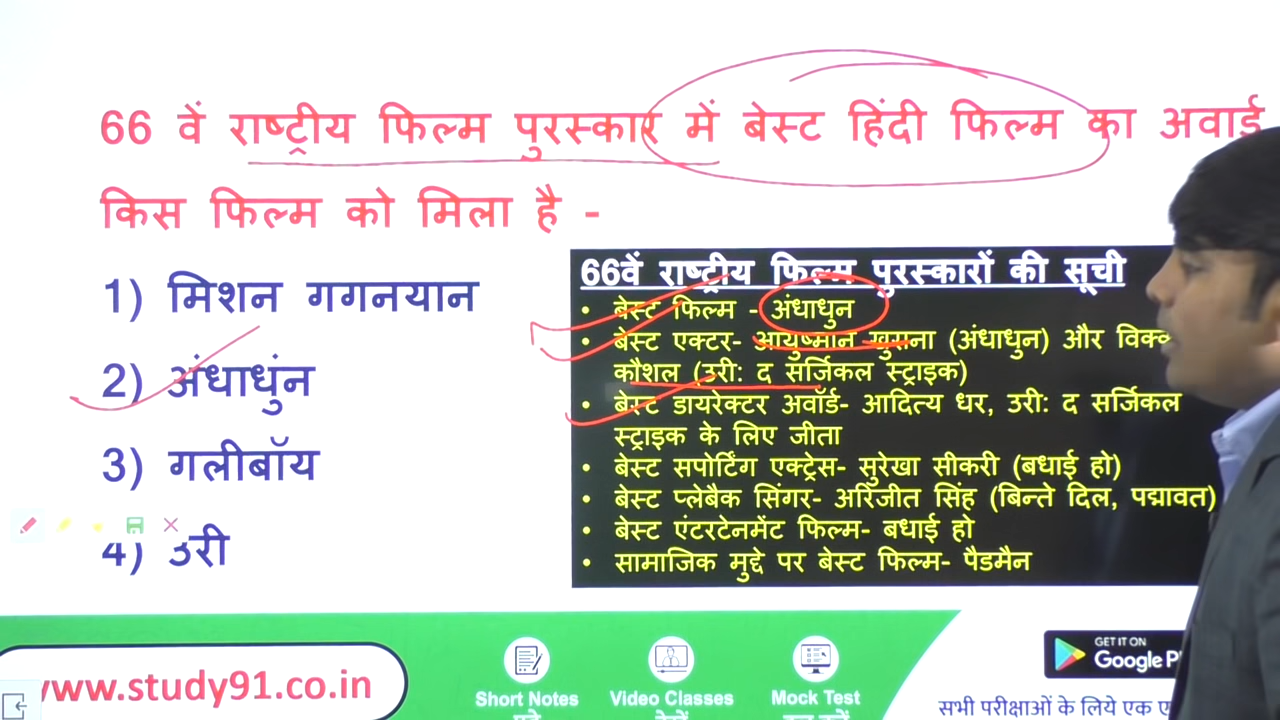 66 वें राष्ट्रीय फिल्म पुरस्कार में बेस्ट हिंदी फिल्म का अवार्ड
किस फिल्म को मिला है -
1) मिशन गगनयान
2) अंधाधुंन
3) गलीबॉय
4) उरी
66वें राष्ट्रीय फिल्म पुरस्कारों की सूची
• बेस्ट फिल्म - अंधाधुन
• बेस्ट एक्टर- आयुष्मान खुराना (अंधाधुन) और
कौशल (उरी: द सर्जिकल स्ट्राइक)
• बेस्ट डायरेक्टर अवॉर्ड- आदित्य धर, उरी: द सर्जिकल
स्ट्राइक के लिए जीता
• बेस्ट सपोर्टिंग एक्ट्रेस- सुरेखा सीकरी (बधाई हो)
• बेस्ट प्लेबैक सिंगर- अरिजीत सिंह (बिन्ते दिल, पद्मावत)
• बेस्ट एंटरटेनमेंट फिल्म- बधाई हो
• सामाजिक मुद्दे पर बेस्ट फिल्म- पैडमैन
www.study91.co.in
Short Notes
Video Classes
Mock Test
GET IT ON
Google
सभी परीक्षाओं के लिये एक